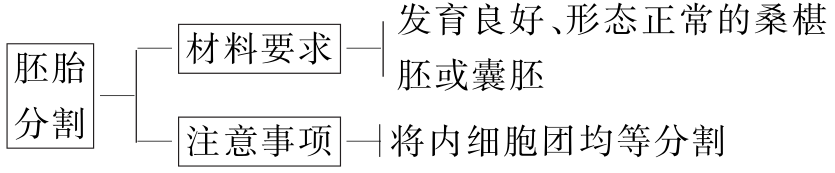 胚胎
分割
材料要求
发育良好、形态正常的桑椹
胚或囊胚
注意事项
将内细胞团均等分割